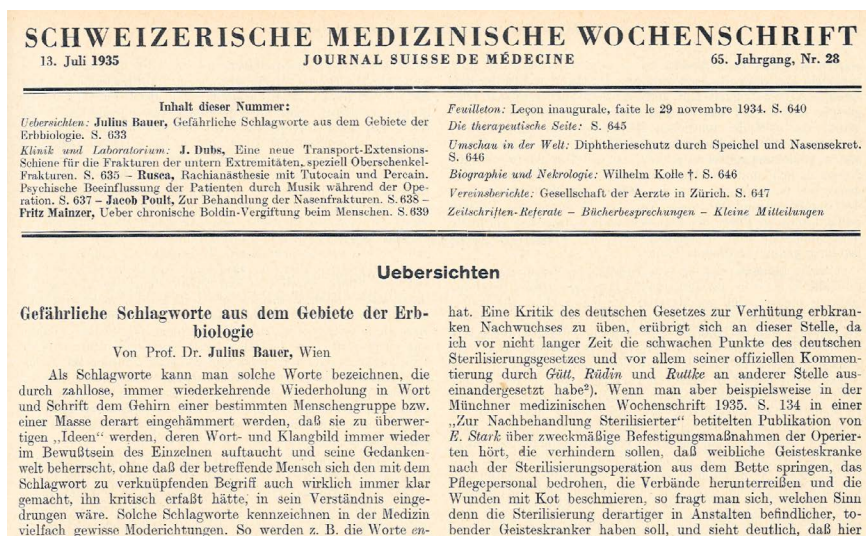 SCHWEIZERISCHE MEDIZINISCHE WOCHENSCHRIFT
13. Juli 1935 JOURNAL SUISSE DE MÉDECINE 65. Jahrgang, Nr. 28
Inhalt dieser Nummer:
Uebersichten: Julius Bauer, Gefährliche Schlagworte aus dem Gebiete der
Erbbiologie. S. 633
Klinik und Laboratorium: J. Dubs, Eine neue Transport-Extensions-
Schiene für die Frakturen der untern Extremitäten, speziell Oberschenkel-
Frakturen. S. 635 – Rusca, Rachianästhesie mit Tutocain und Percain.
Psychische Beeinflussung der Patienten durch Musik während der Ope-
ration. S. 637 – Jacob Poult, Zur Behandlung der Nasenfrakturen. S. 638 –
Fritz Mainzer, Ueber chronische Boldin-Vergiftung beim Menschen. S. 639
Feuilleton: Leçon inaugurale, faite le 29 novembre 1934. S. 640
Die therapeutische Seite: S. 645
Umschau in der Welt: Diphtherieschutz durch Speichel und Nasensekret.
S. 646
Biographie und Nekrologie: Wilhelm Kolle †. S. 646
Vereinsberichte: Gesellschaft der Aerzte in Zürich. S. 647
Zeitschriften-Referate – Bücherbesprechungen – Kleine Mitteilungen
Uebersichten
Gefährliche Schlagworte aus dem Gebiete der Erb-
biologie
Von Prof. Dr. Julius Bauer, Wien
Als Schlagworte kann man solche Worte bezeichnen, die
durch zahllose, immer wiederkehrende Wiederholung in Wort
und Schrift dem Gehirn einer bestimmten Menschengruppe bzw.
einer Masse derart eingehämmert werden, daß sie zu überwer-
tigen „Ideen“ werden, deren Wort- und Klangbild immer wieder
im Bewußtsein des Einzelnen auftaucht und seine Gedanken-
welt beherrscht, ohne daß der betreffende Mensch sich den mit dem
Schlagwort zu verknüpfenden Begriff auch wirklich immer klar
gemacht, ihn kritisch erfaßt hätte, in sein Verständnis einge-
drungen wäre. Solche Schlagworte kennzeichnen in der Medizin
vielfach gewisse Moderichtungen. So werden z. B. die Worte en-
hat. Eine Kritik des deutschen Gesetzes zur Verhütung erbkran-
ken Nachwuchses zu üben, erübrigt sich an dieser Stelle, da
ich vor nicht langer Zeit die schwachen Punkte des deutschen
Sterilisierungsgesetzes und vor allem seiner offiziellen Kommen-
tierung durch Gütt, Rüdin und Ruttke an anderer Stelle aus-
einandergesetzt habe²). Wenn man aber beispielsweise in der
Münchner medizinischen Wochenschrift 1935. S. 134 in einer
„Zur Nachbehandlung Sterilisierter“ betitelten Publikation von
E. Stark über zweckmäßige Befestigungsmaßnahmen der Operier-
ten hört, die verhindern sollen, daß weibliche Geisteskranke
nach der Sterilisierungsoperation aus dem Bette springen, das
Pflegepersonal bedrohen, die Verbände herunterreißen und die
Wunden mit Kot beschmieren, so fragt man sich, welchen Sinn
denn die Sterilisierung derartiger in Anstalten befindlicher, to-
bender Geisteskranker haben soll, und sieht deutlich, daß hier